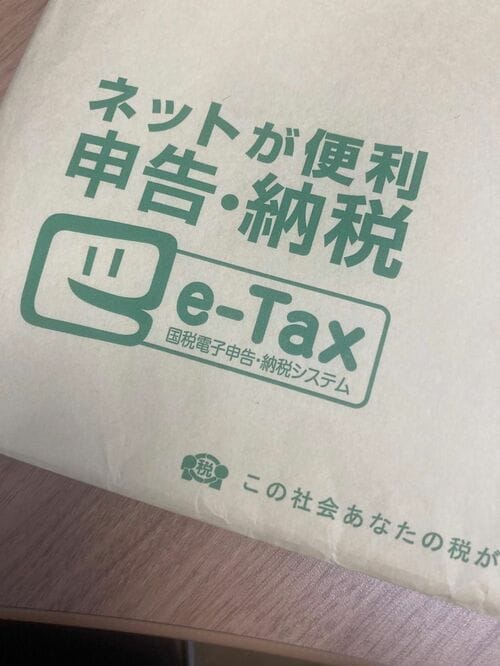 ネットが便利
申告・納税
e-Tax
国税電子申告・納税システム
税
この社会あなたの税が